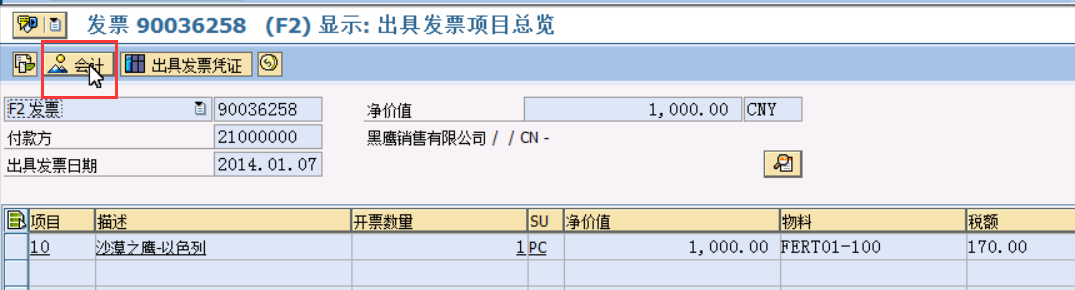 发票 90036258 (F2) 显示: 出具发票项目总览
会计 出具发票凭证
F2 发票 90036258 净价值 1,000.00 CNY
付款方 21000000 黑鹰销售有限公司 / / CN -
出具发票日期 2014.01.07
项目 描述 开票数量 SU 净价值 物料 税额
10 沙漠之鹰-以色列 1 PC 1,000.00 FERT01-100 170.00